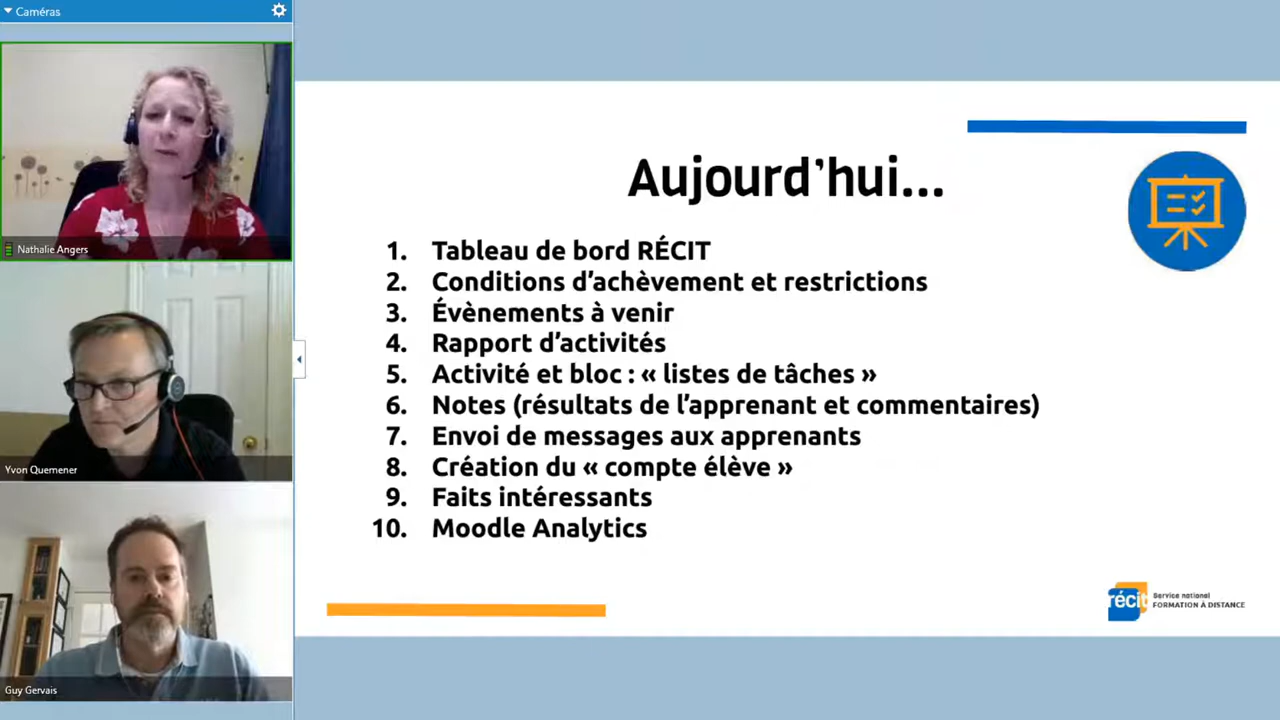 Caméras
Nathalie Angers
Yvon Quemener
Guy Gervais
Aujourd'hui...
1. Tableau de bord RÉCIT
2. Conditions d'achèvement et restrictions
3. Évènements à venir
4. Rapport d'activités
5. Activité et bloc : « listes de tâches »
6. Notes (résultats de l'apprenant et commentaires)
7. Envoi de messages aux apprenants
8. Création du « compte élève »
9. Faits intéressants
10. Moodle Analytics
récit
Service national
FORMATION À DISTANCE